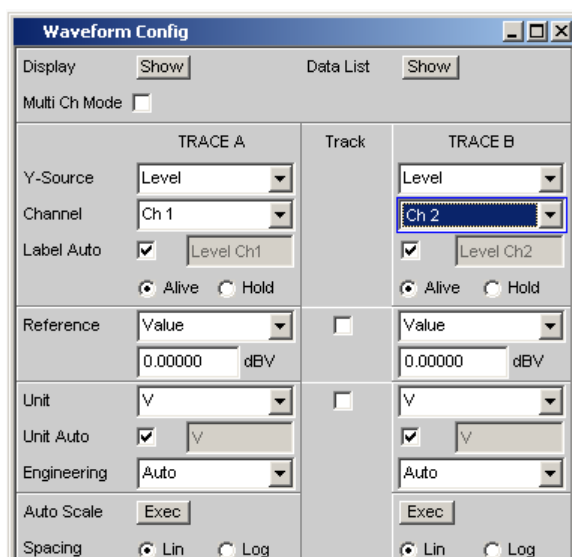 Waveform Config
Display Show Data List Show
Multi Ch Mode
TRACE A Track TRACE B
Y-Source Level Level
Channel Ch 1 Ch 2
Label Auto Level Ch1 Level Ch2
Alive Hold Alive Hold
Reference Value Value
0.00000 dBV 0.00000 dBV
Unit V V
Unit Auto V V
Engineering Auto Auto
Auto Scale Exec Exec
Spacing Lin Log Lin Log